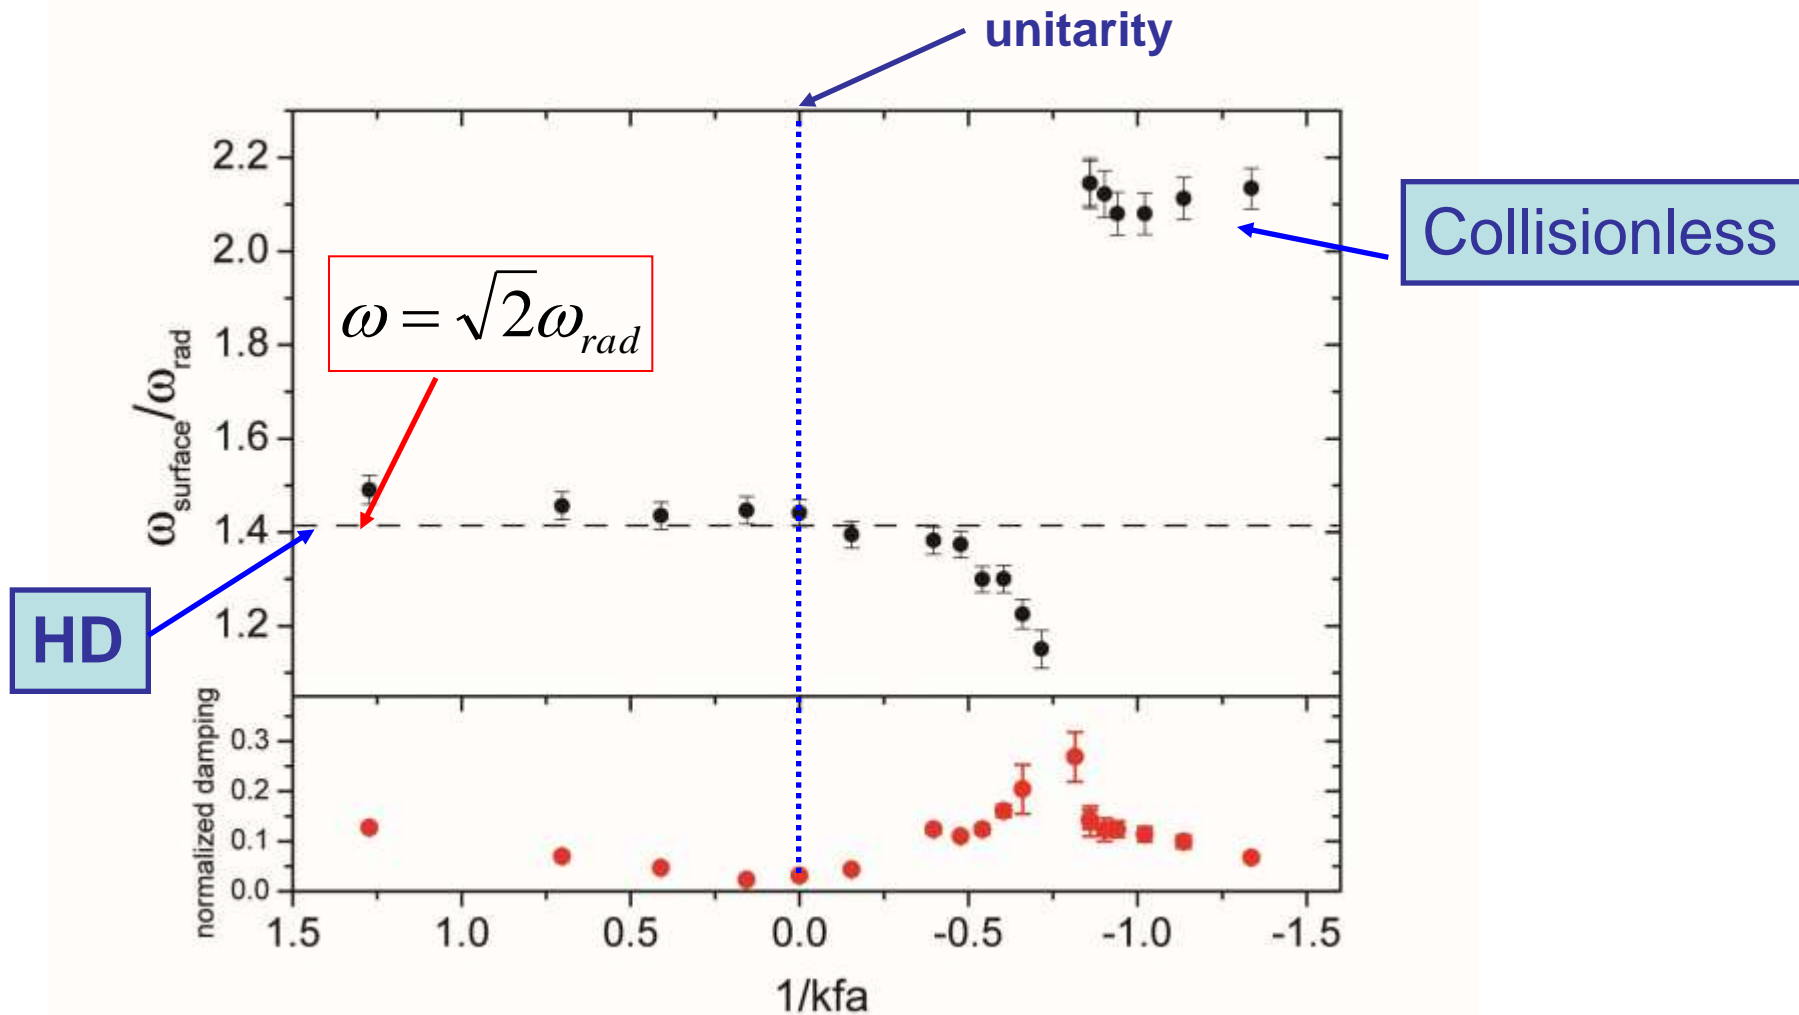 unitarity
2.2
2.0
1.8
1.6
1.4
1.2
ω_surface/ω_rad
ω = √2ω_rad
Collisionless
HD
normalized damping
0.3
0.2
0.1
0.0
1.5 1.0 0.5 0.0 -0.5 -1.0 -1.5
1/kfa